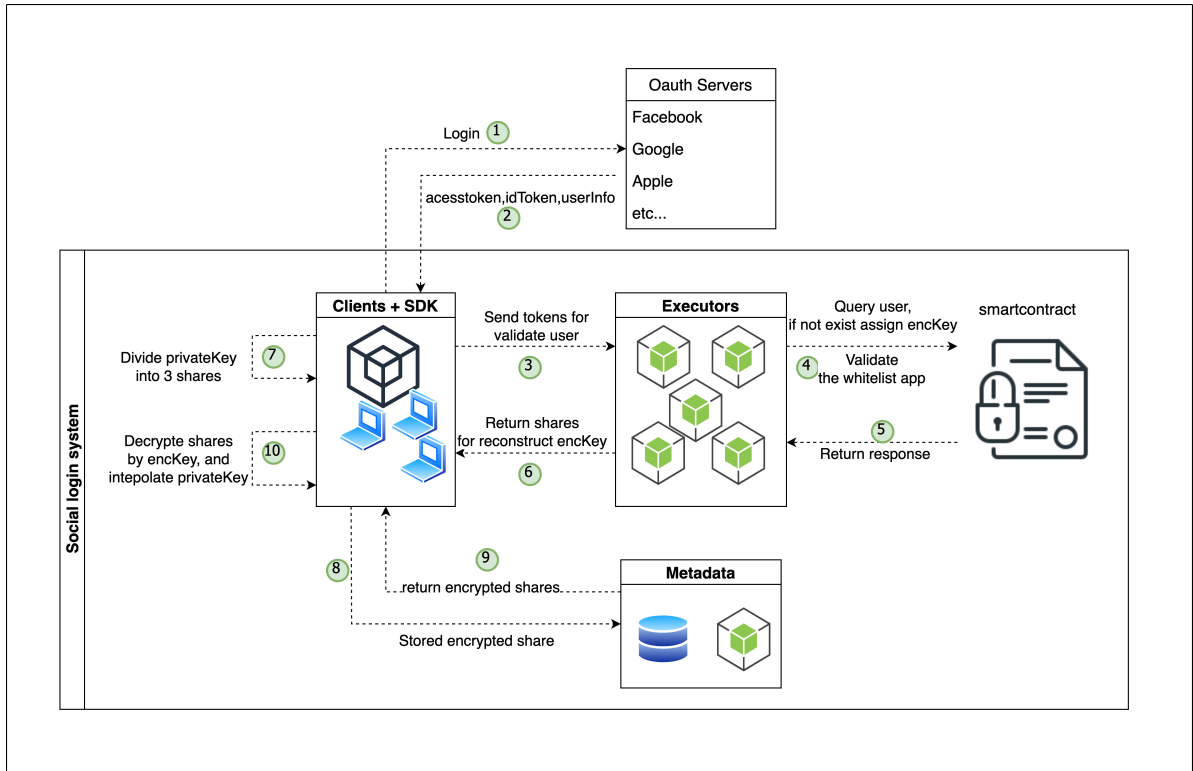 Oauth Servers
Facebook
Google
Apple
etc...
Login 1
acesstoken,idToken,userInfo
2
Social login system
Clients + SDK
Executors
smartcontract
Send tokens for
validate user
3
Query user,
if not exist assign encKey
4
Validate
the whitelist app
5
Return response
Return shares
for reconstruct encKey
6
7
Divide privateKey
into 3 shares
10
Decrypte shares
by encKey, and
intepolate privateKey
8
9
return encrypted shares
Stored encrypted share
Metadata